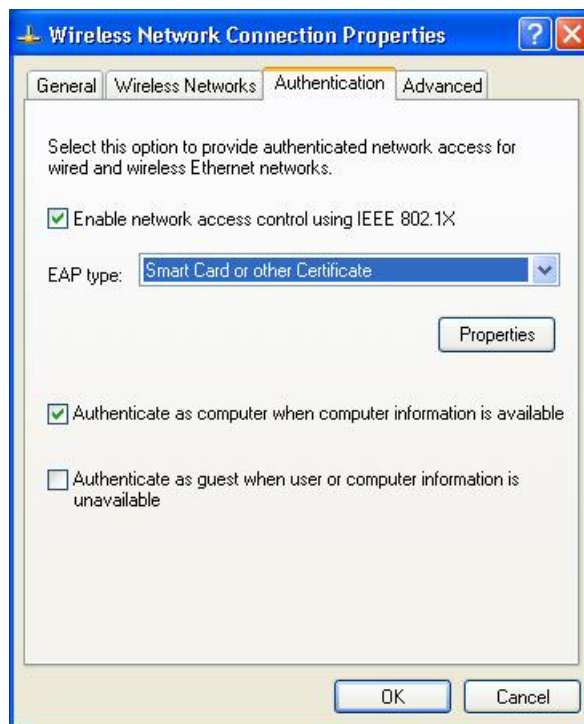 Wireless Network Connection Properties
General Wireless Networks Authentication Advanced
Select this option to provide authenticated network access for
wired and wireless Ethernet networks.
Enable network access control using IEEE 802.1X
EAP type: Smart Card or other Certificate
Properties
Authenticate as computer when computer information is available
Authenticate as guest when user or computer information is
unavailable
OK Cancel